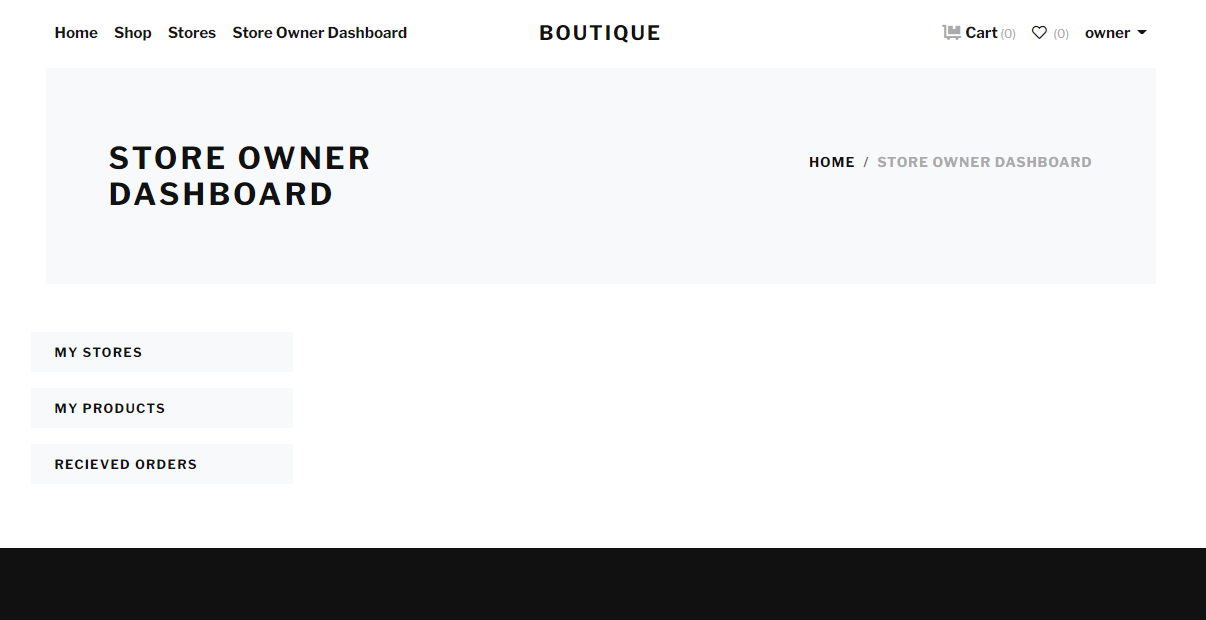 Home Shop Stores Store Owner Dashboard BOUTIQUE Cart (0) (0) owner
STORE OWNER
DASHBOARD
HOME / STORE OWNER DASHBOARD
MY STORES
MY PRODUCTS
RECIEVED ORDERS